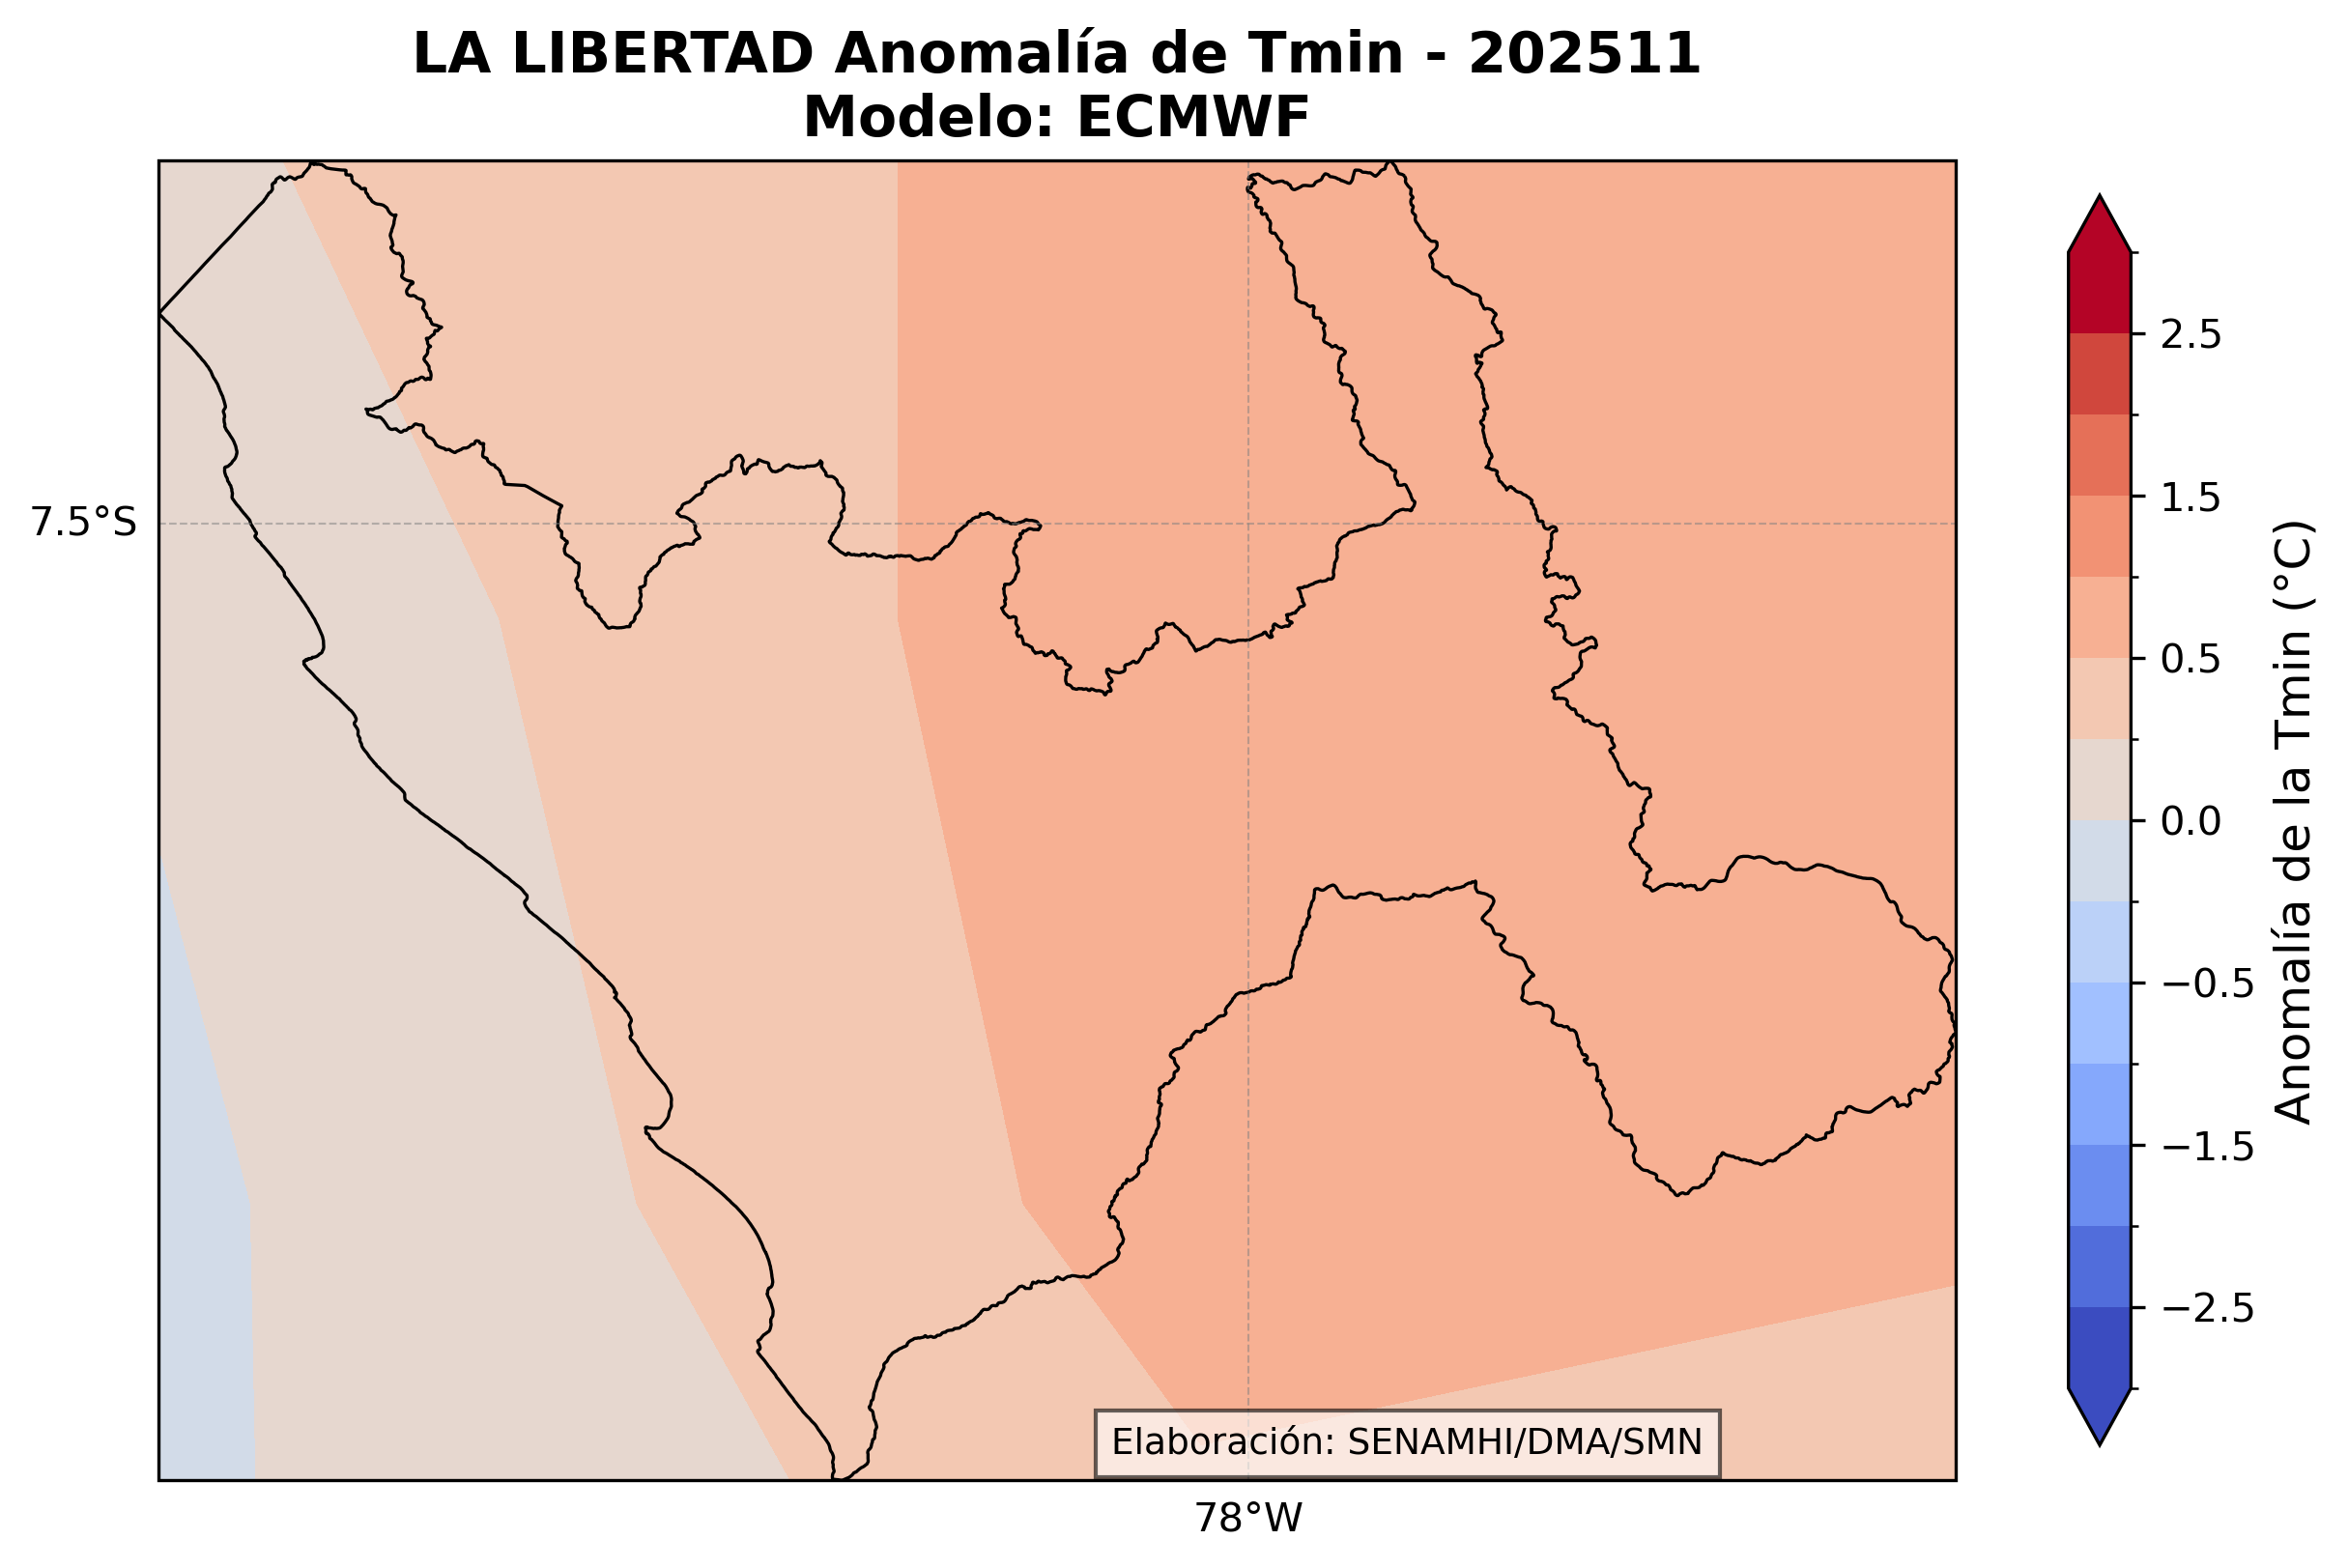 LA LIBERTAD Anomalía de Tmin - 202511
Modelo: ECMWF
7.5°S
78°W
Elaboración: SENAMHI/DMA/SMN
2.5
1.5
0.5
0.0
−0.5
−1.5
−2.5
Anomalía de la Tmin (°C)